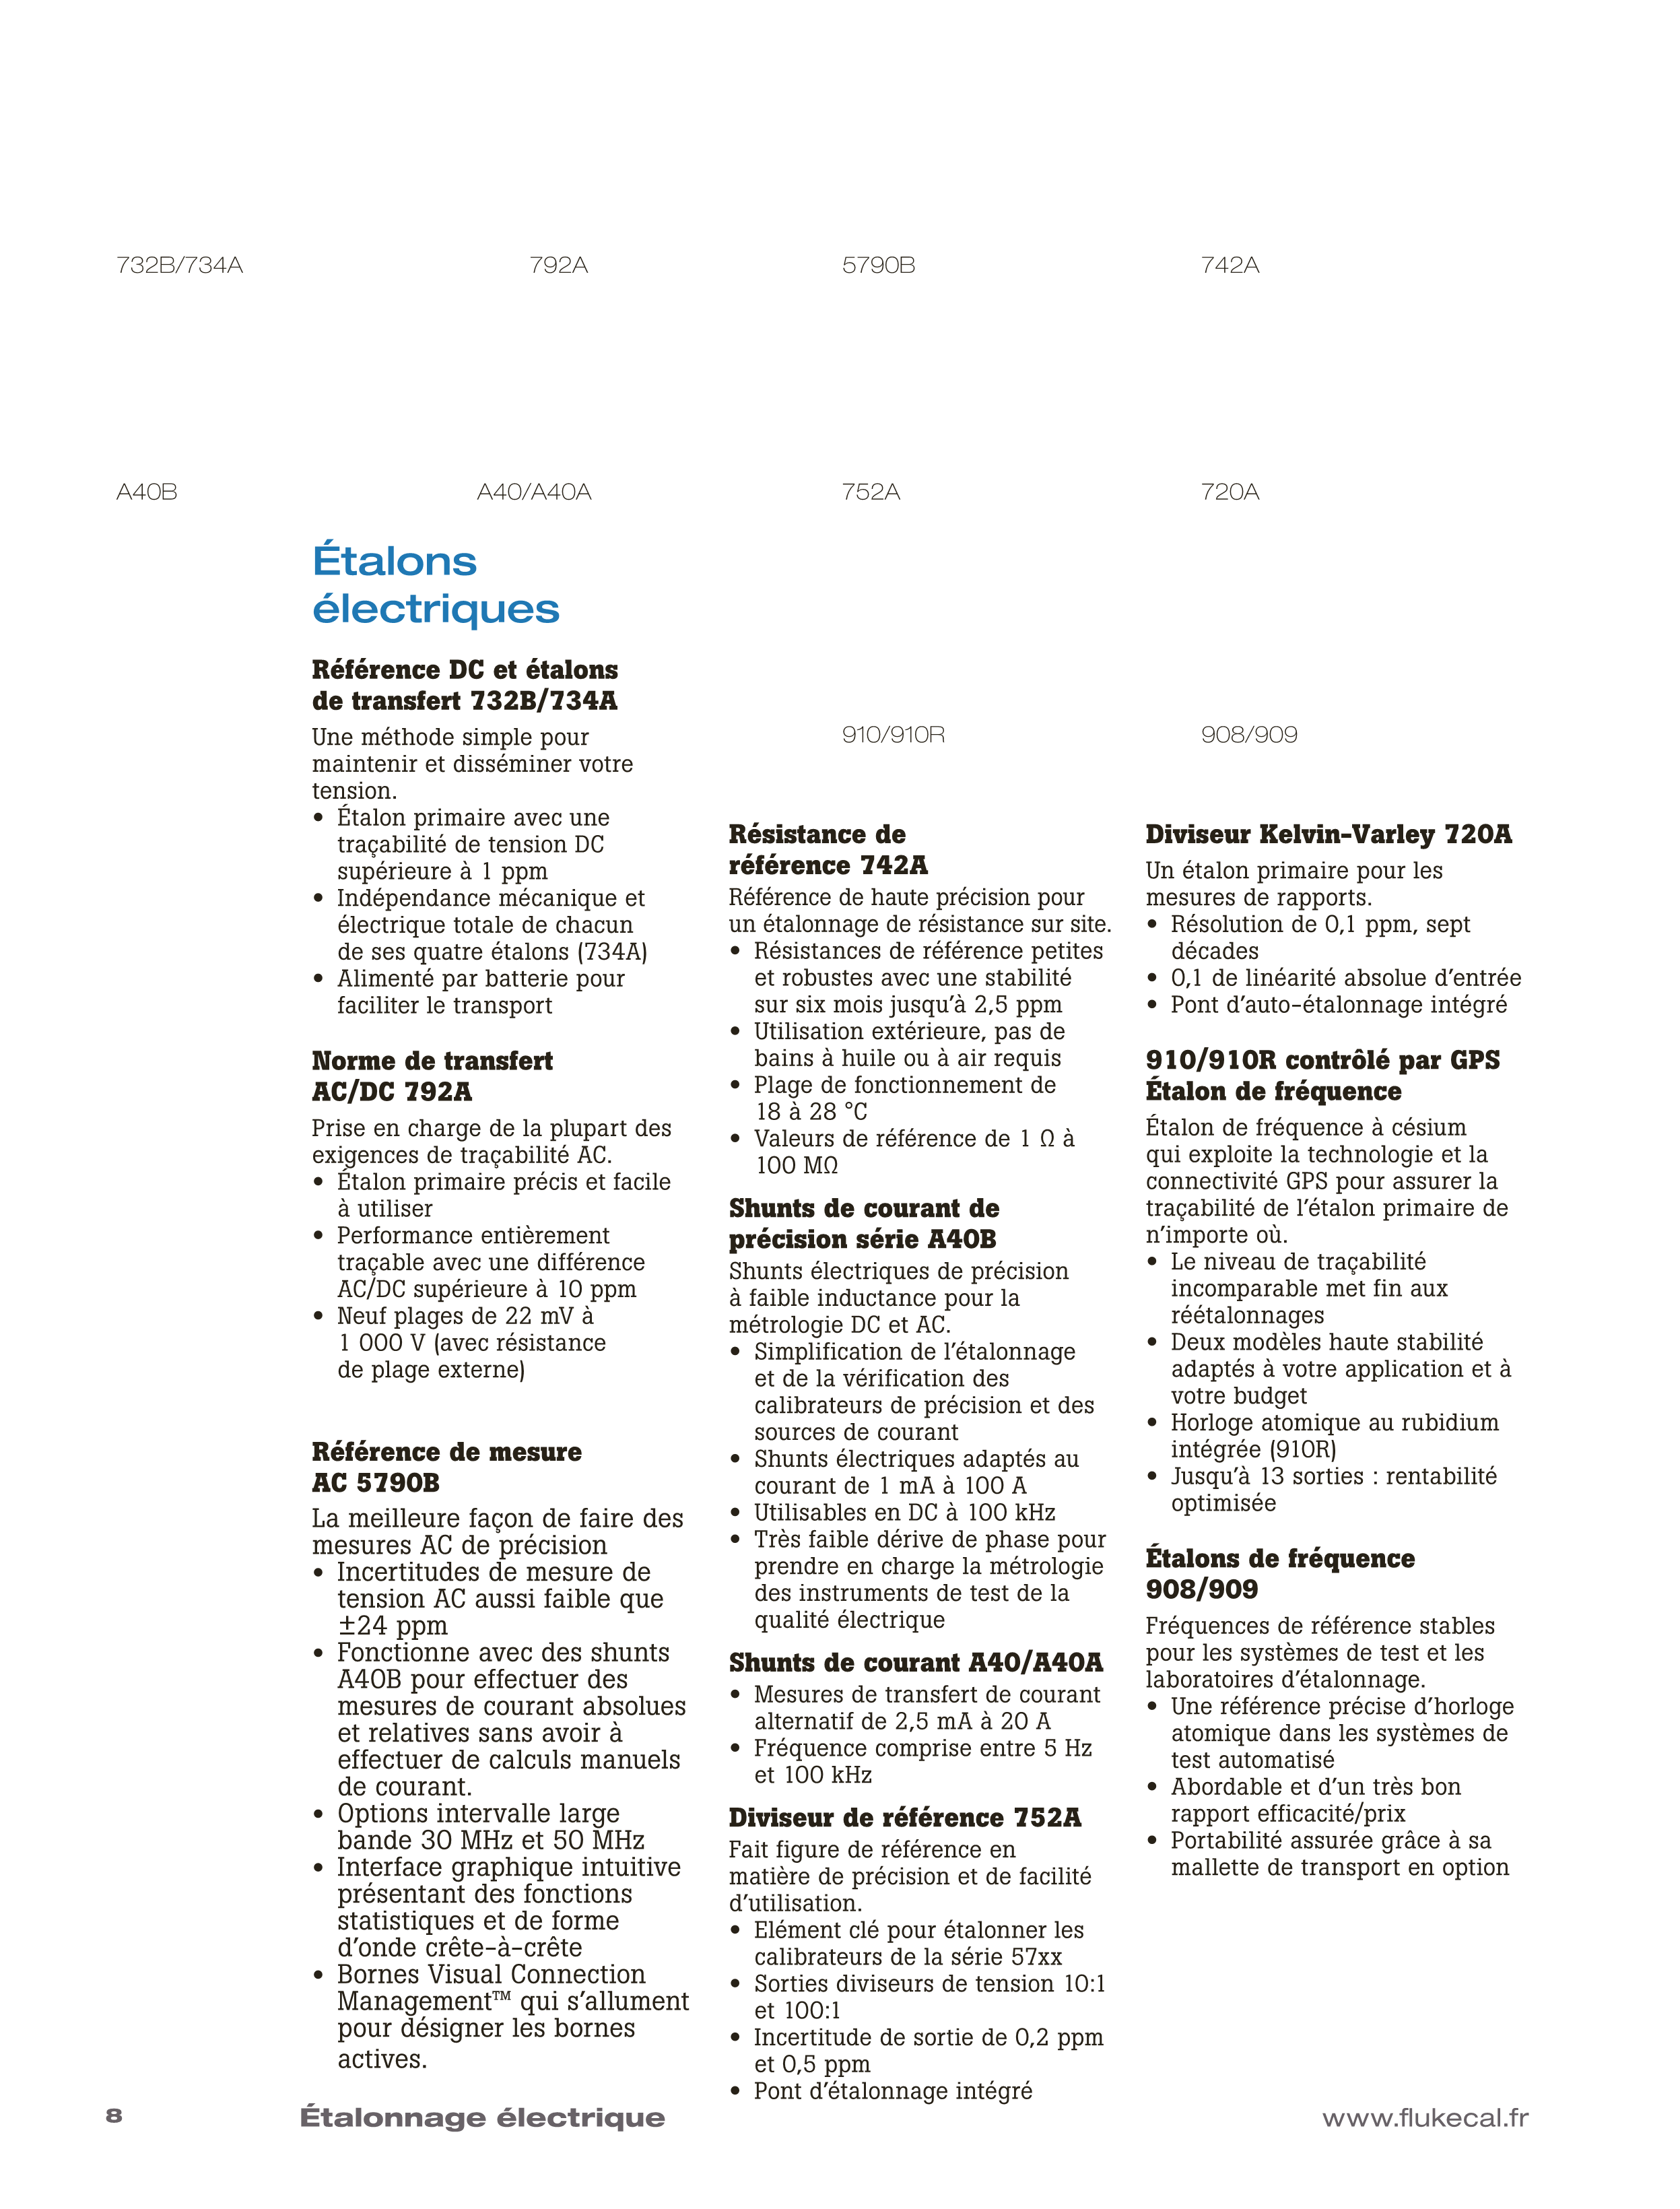 732B/734A
792A
5790B
742A
A40B
A40/A40A
752A
720A
Étalons
électriques
Référence DC et étalons
de transfert 732B/734A
Une méthode simple pour
maintenir et disséminer votre
tension.
• Étalon primaire avec une
traçabilité de tension DC
supérieure à 1 ppm
• Indépendance mécanique et
électrique totale de chacun
de ses quatre étalons (734A)
• Alimenté par batterie pour
faciliter le transport
Norme de transfert
AC/DC 792A
Prise en charge de la plupart des
exigences de traçabilité AC.
• Étalon primaire précis et facile
à utiliser
• Performance entièrement
traçable avec une différence
AC/DC supérieure à 10 ppm
• Neuf plages de 22 mV à
1 000 V (avec résistance
de plage externe)
Référence de mesure
AC 5790B
La meilleure façon de faire des
mesures AC de précision
• Incertitudes de mesure de
tension AC aussi faible que
±24 ppm
• Fonctionne avec des shunts
A40B pour effectuer des
mesures de courant absolues
et relatives sans avoir à
effectuer de calculs manuels
de courant.
• Options intervalle large
bande 30 MHz et 50 MHz
• Interface graphique intuitive
présentant des fonctions
statistiques et de forme
d’onde crête-à-crête
• Bornes Visual Connection
Management™ qui s’allument
pour désigner les bornes
actives.
910/910R
908/909
Résistance de
référence 742A
Référence de haute précision pour
un étalonnage de résistance sur site.
• Résistances de référence petites
et robustes avec une stabilité
sur six mois jusqu’à 2,5 ppm
• Utilisation extérieure, pas de
bains à huile ou à air requis
• Plage de fonctionnement de
18 à 28 °C
• Valeurs de référence de 1 Ω à
100 MΩ
Shunts de courant de
précision série A40B
Shunts électriques de précision
à faible inductance pour la
métrologie DC et AC.
• Simplification de l’étalonnage
et de la vérification des
calibrateurs de précision et des
sources de courant
• Shunts électriques adaptés au
courant de 1 mA à 100 A
• Utilisables en DC à 100 kHz
• Très faible dérive de phase pour
prendre en charge la métrologie
des instruments de test de la
qualité électrique
Shunts de courant A40/A40A
• Mesures de transfert de courant
alternatif de 2,5 mA à 20 A
• Fréquence comprise entre 5 Hz
et 100 kHz
Diviseur de référence 752A
Fait figure de référence en
matière de précision et de facilité
d’utilisation.
• Elément clé pour étalonner les
calibrateurs de la série 57xx
• Sorties diviseurs de tension 10:1
et 100:1
• Incertitude de sortie de 0,2 ppm
et 0,5 ppm
• Pont d’étalonnage intégré
Diviseur Kelvin-Varley 720A
Un étalon primaire pour les
mesures de rapports.
• Résolution de 0,1 ppm, sept
décades
• 0,1 de linéarité absolue d’entrée
• Pont d’auto-étalonnage intégré
910/910R contrôlé par GPS
Étalon de fréquence
Étalon de fréquence à césium
qui exploite la technologie et la
connectivité GPS pour assurer la
traçabilité de l’étalon primaire de
n’importe où.
• Le niveau de traçabilité
incomparable met fin aux
réétalonnages
• Deux modèles haute stabilité
adaptés à votre application et à
votre budget
• Horloge atomique au rubidium
intégrée (910R)
• Jusqu’à 13 sorties : rentabilité
optimisée
Étalons de fréquence
908/909
Fréquences de référence stables
pour les systèmes de test et les
laboratoires d’étalonnage.
• Une référence précise d’horloge
atomique dans les systèmes de
test automatisé
• Abordable et d’un très bon
rapport efficacité/prix
• Portabilité assurée grâce à sa
mallette de transport en option
8
Étalonnage électrique
www.flukecal.fr